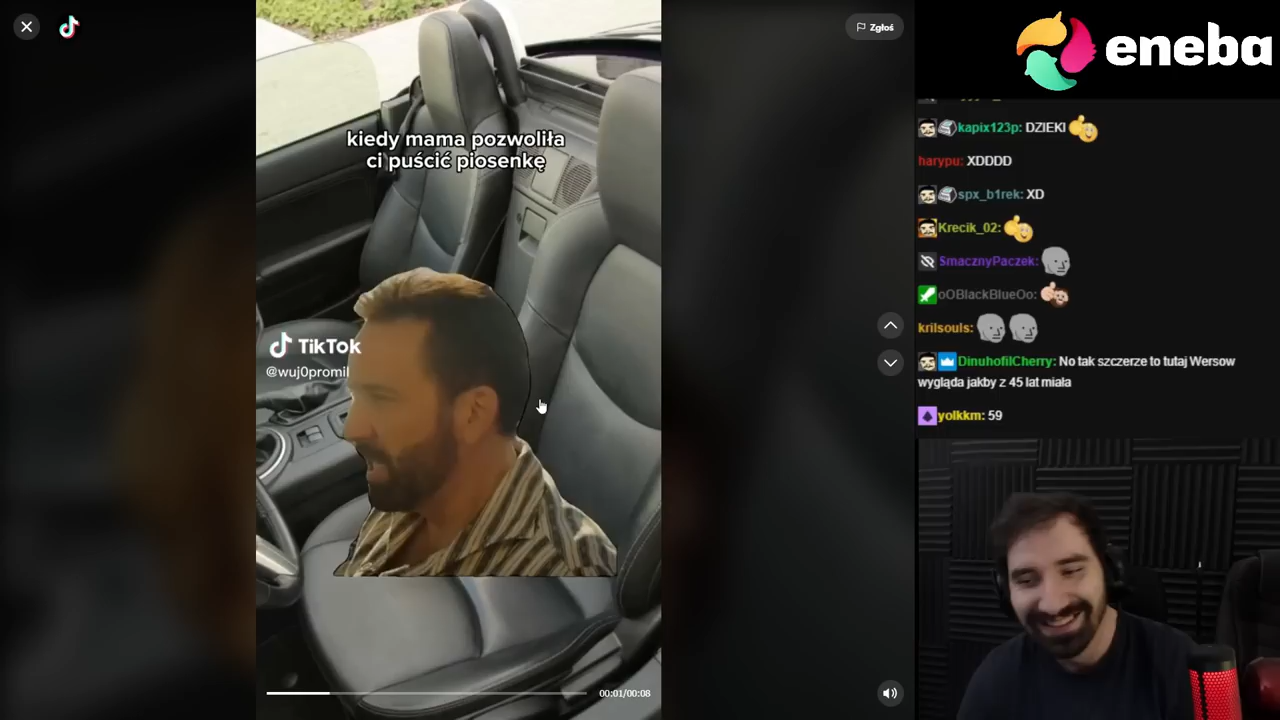 Zgłoś
kiedy mama pozwoliła
ci puścić piosenkę
TikTok
@wuj0promil
00:01/00:08
eneba
kapix123p: DZIEKI
harypu: XDDDD
spx_b1rek: XD
Krecik_02:
SmacznyPaczek:
oOBlackBlueOo:
krilsouls:
DinuhofilCherry: No tak szczerze to tutaj Wersow
wygląda jakby z 45 lat miała
yolkkm: 59